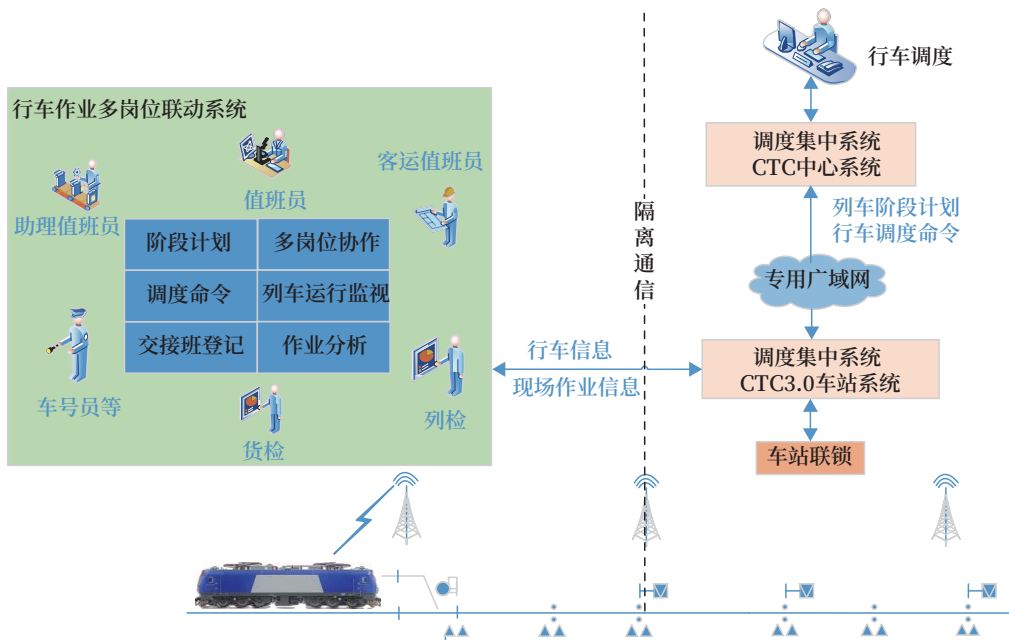 行车作业多岗位联动系统
助理值班员
值班员
客运值班员
阶段计划
多岗位协作
调度命令
列车运行监视
交接班登记
作业分析
车号员等
货检
列检
行车信息
现场作业信息
隔离通信
行车调度
调度集中系统
CTC中心系统
列车阶段计划
行车调度命令
专用广域网
调度集中系统
CTC3.0车站系统
车站联锁